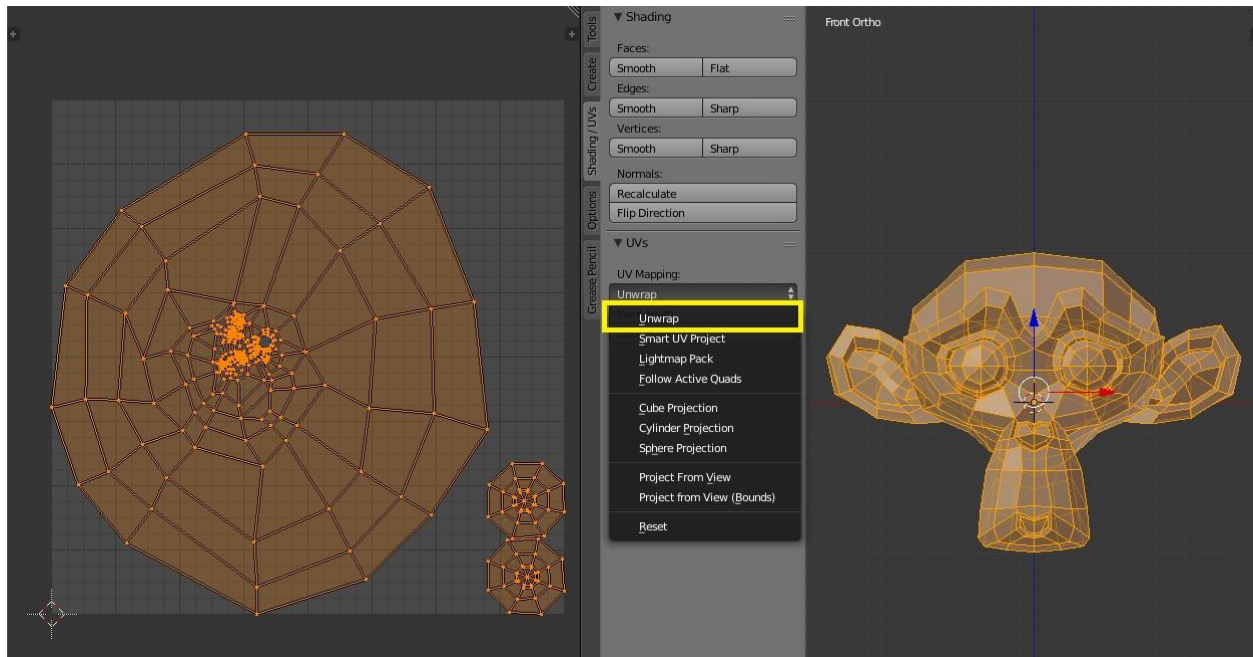 Tools
Create
Shading / UVs
Options
Grease Pencil
Shading
Faces:
Smooth Flat
Edges:
Smooth Sharp
Vertices:
Smooth Sharp
Normals:
Recalculate
Flip Direction
UVs
UV Mapping:
Unwrap
Unwrap
Smart UV Project
Lightmap Pack
Follow Active Quads
Cube Projection
Cylinder Projection
Sphere Projection
Project From View
Project from View (Bounds)
Reset
Front Ortho